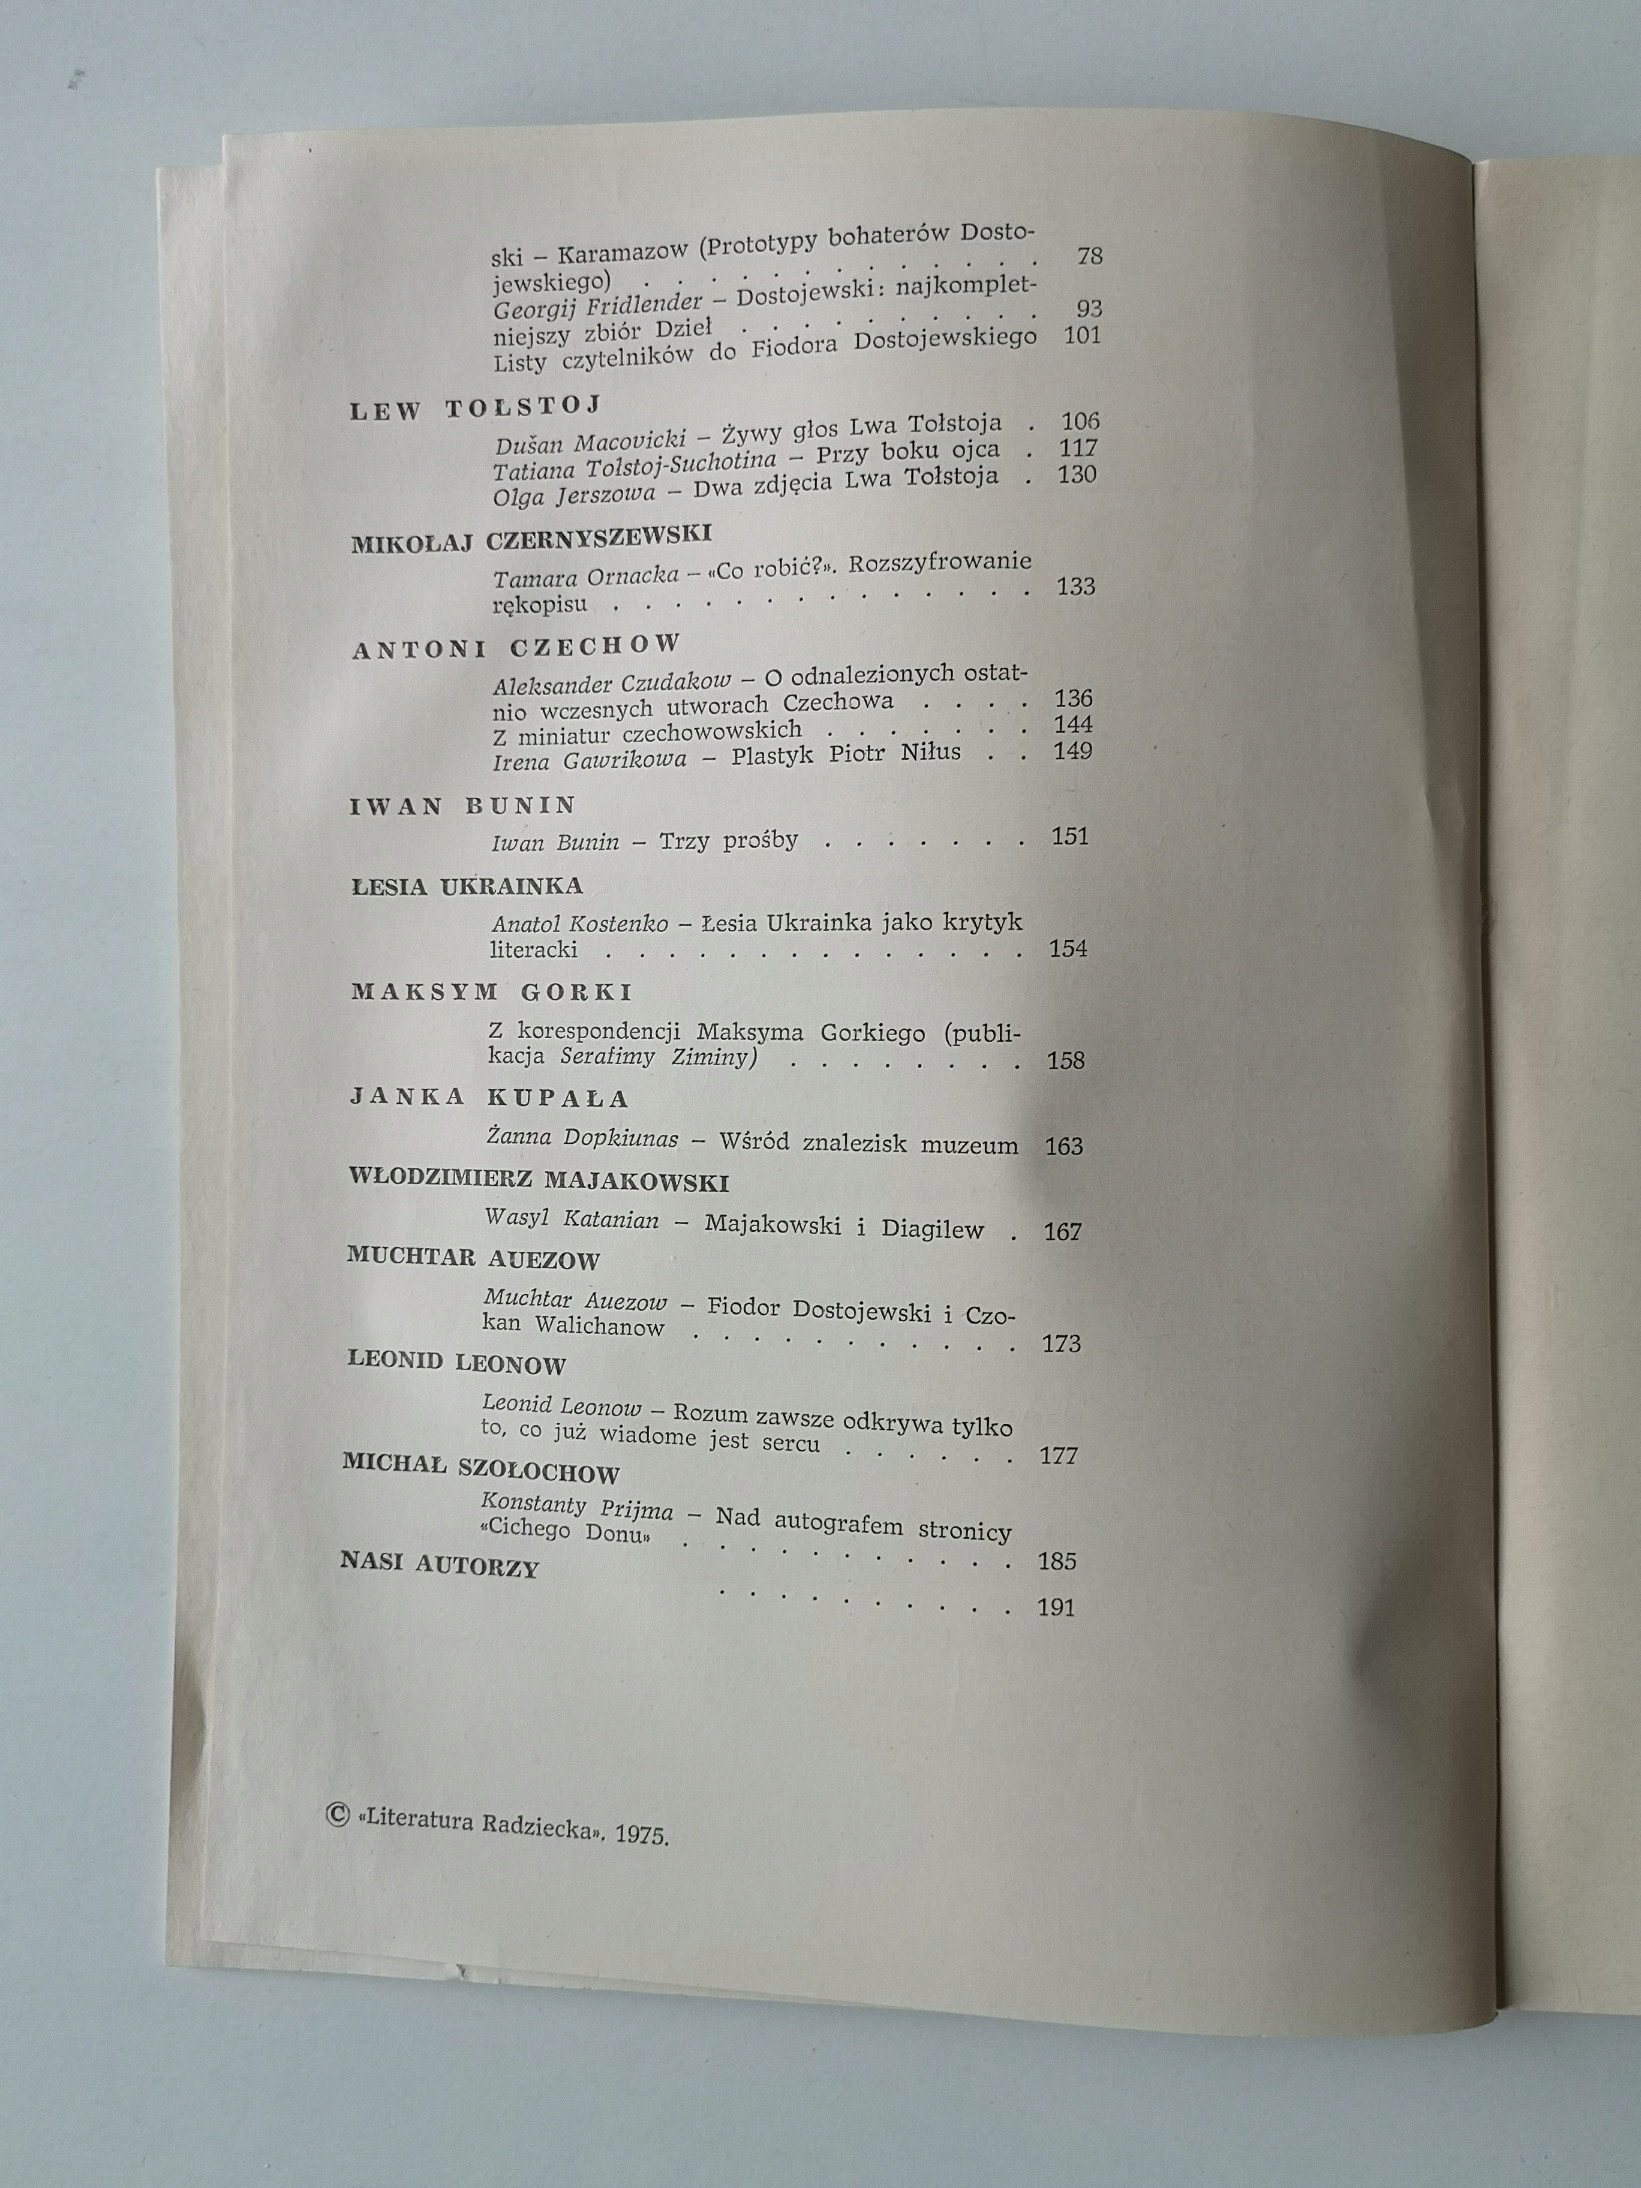 ski – Karamazow (Prototypy bohaterów Dosto-
jewskiego) . . . . . . . . . . . . 78
Georgij Fridlender – Dostojewski: najkomplet-
niejszy zbiór Dzieł . . . . . . . . . . 93
Listy czytelników do Fiodora Dostojewskiego 101
LEW TOŁSTOJ
Dušan Macovicki – Żywy głos Lwa Tołstoja . 106
Tatiana Tołstoj-Suchotina – Przy boku ojca . 117
Olga Jerszowa – Dwa zdjęcia Lwa Tołstoja . 130
MIKOŁAJ CZERNYSZEWSKI
Tamara Ornacka – «Co robić?». Rozszyfrowanie
rękopisu . . . . . . . . . . . . . . 133
ANTONI CZECHOW
Aleksander Czudakow – O odnalezionych ostat-
nio wczesnych utworach Czechowa . . . . 136
Z miniatur czechowowskich . . . . . . . 144
Irena Gawrikowa – Plastyk Piotr Niłus . . 149
IWAN BUNIN
Iwan Bunin – Trzy prośby . . . . . . . 151
ŁESIA UKRAINKA
Anatol Kostenko – Łesia Ukrainka jako krytyk
literacki . . . . . . . . . . . . . . 154
MAKSYM GORKI
Z korespondencji Maksyma Gorkiego (publi-
kacja Serafimy Ziminy) . . . . . . . . 158
JANKA KUPAŁA
Żanna Dopkiunas – Wśród znalezisk muzeum 163
WŁODZIMIERZ MAJAKOWSKI
Wasyl Katanian – Majakowski i Diagilew . 167
MUCHTAR AUEZOW
Muchtar Auezow – Fiodor Dostojewski i Czo-
kan Walichanow . . . . . . . . . . . 173
LEONID LEONOW
Leonid Leonow – Rozum zawsze odkrywa tylko
to, co już wiadome jest sercu . . . . . . 177
MICHAŁ SZOŁOCHOW
Konstanty Prijma – Nad autografem stronicy
«Cichego Donu» . . . . . . . . . . . 185
NASI AUTORZY . . . . . . . . . . 191
© «Literatura Radziecka», 1975.